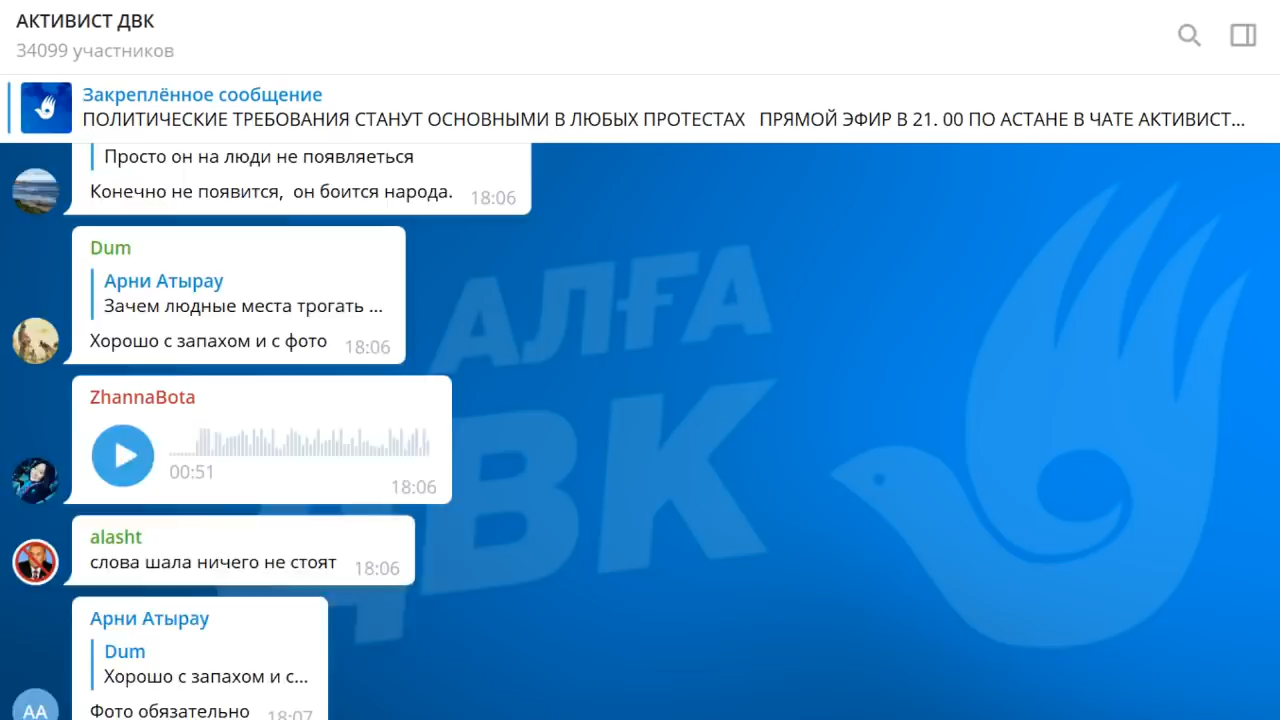 АКТИВИСТ ДВК
34099 участников
Закреплённое сообщение
ПОЛИТИЧЕСКИЕ ТРЕБОВАНИЯ СТАНУТ ОСНОВНЫМИ В ЛЮБЫХ ПРОТЕСТАХ ПРЯМОЙ ЭФИР В 21. 00 ПО АСТАНЕ В ЧАТЕ АКТИВИСТ...
Просто он на люди не появляеться
Конечно не появится, он боится народа. 18:06
Dum
Арни Атырау
Зачем людные места трогать ...
Хорошо с запахом и с фото 18:06
ZhannaBota
00:51
18:06
alasht
слова шала ничего не стоят 18:06
Арни Атырау
Dum
Хорошо с запахом и с...
АА
Фото обязательно 18:07
АЛҒА
ДВК